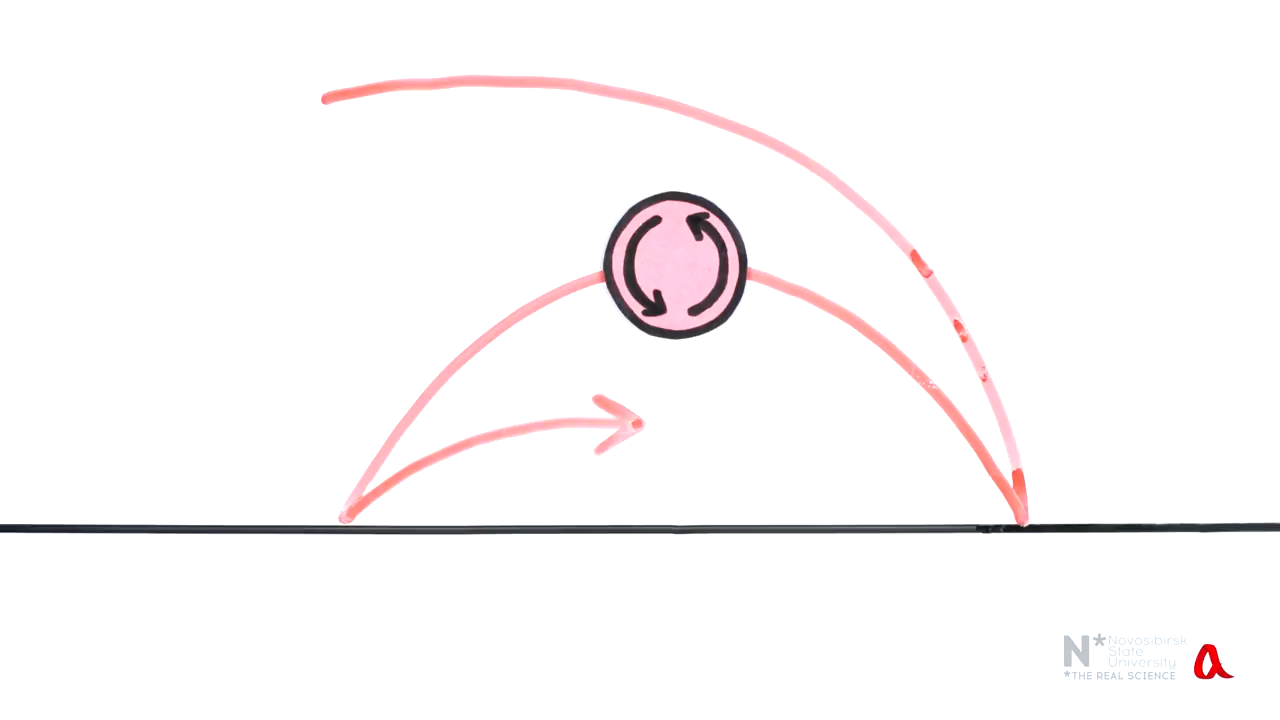 N*
Novosibirsk
State
University
*THE REAL SCIENCE
a